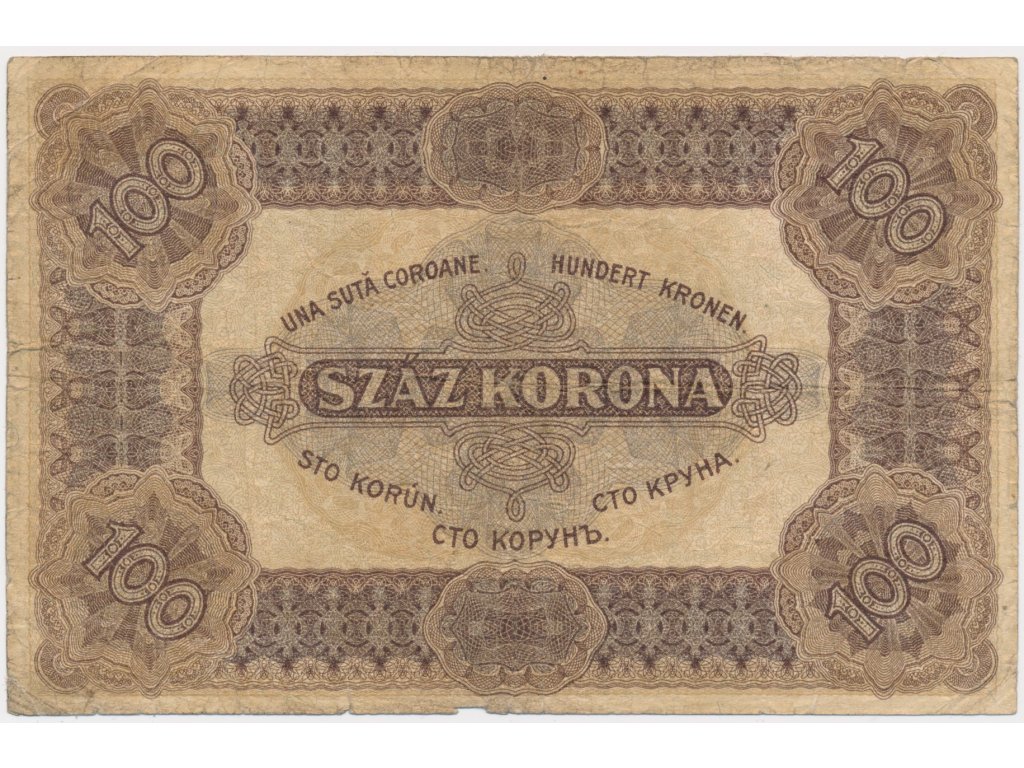 100
100
UNA SUTĂ COROANE.
HUNDERT KRONEN.
SZÁZ KORONA
STO KORÚN.
СТО КОРУНЪ.
СТО КРУНА.
100
100